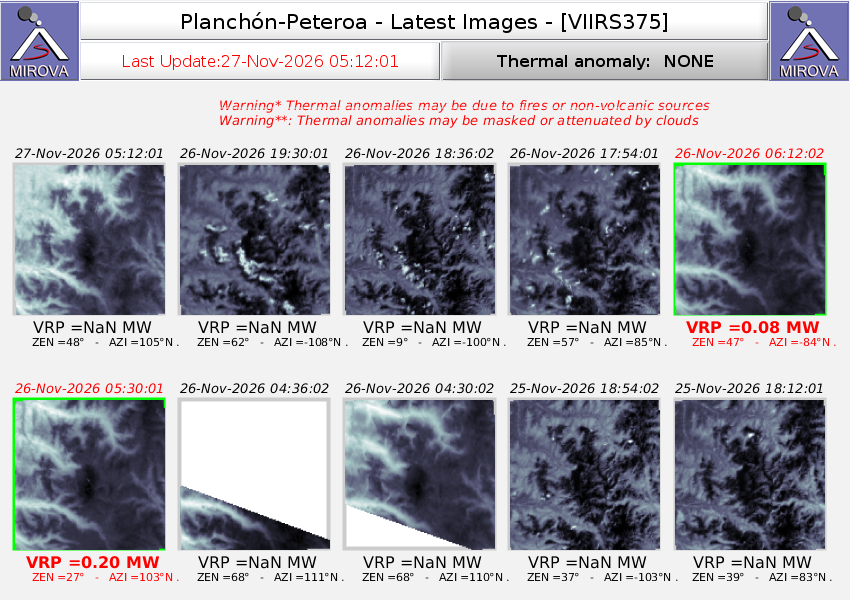 Planchón-Peteroa - Latest Images - [VIIRS375]
MIROVA
Last Update:27-Nov-2026 05:12:01
Thermal anomaly: NONE
MIROVA
Warning* Thermal anomalies may be due to fires or non-volcanic sources
Warning**: Thermal anomalies may be masked or attenuated by clouds
27-Nov-2026 05:12:01 26-Nov-2026 19:30:01 26-Nov-2026 18:36:02 26-Nov-2026 17:54:01 26-Nov-2026 06:12:02
VRP =NaN MW VRP =NaN MW VRP =NaN MW VRP =NaN MW VRP =0.08 MW
ZEN =48° - AZI =105°N . ZEN =62° - AZI =-108°N . ZEN =9° - AZI =-100°N . ZEN =57° - AZI =85°N . ZEN =47° - AZI =-84°N .
26-Nov-2026 05:30:01 26-Nov-2026 04:36:02 26-Nov-2026 04:30:02 25-Nov-2026 18:54:02 25-Nov-2026 18:12:01
VRP =0.20 MW VRP =NaN MW VRP =NaN MW VRP =NaN MW VRP =NaN MW
ZEN =27° - AZI =103°N . ZEN =68° - AZI =111°N . ZEN =68° - AZI =110°N . ZEN =37° - AZI =-103°N . ZEN =39° - AZI =83°N .